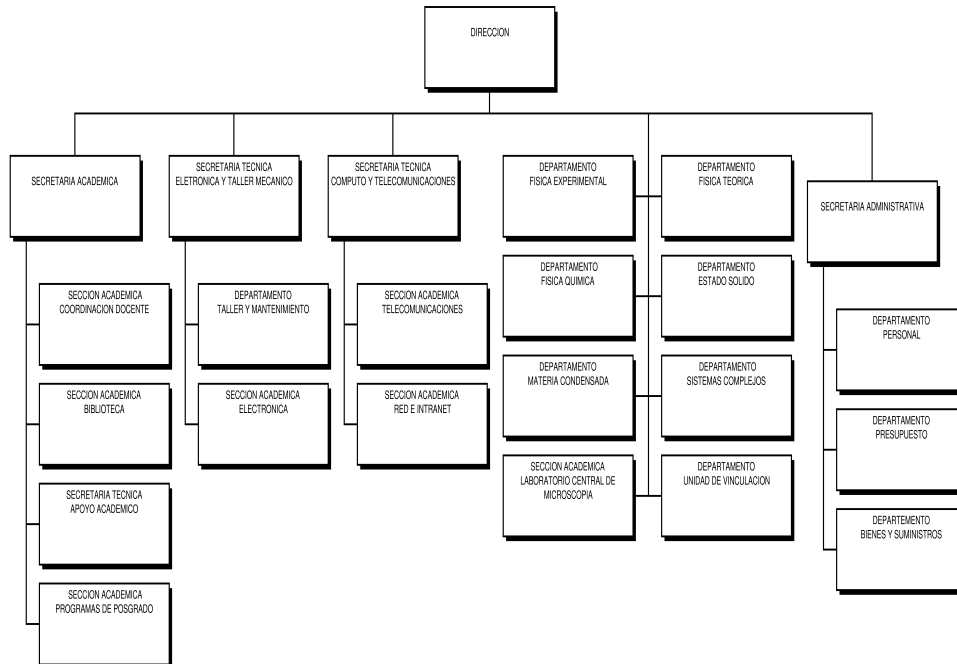 DIRECCION
SECRETARIA ACADEMICA
SECRETARIA TECNICA
ELETRONICA Y TALLER MECANICO
SECRETARIA TECNICA
COMPUTO Y TELECOMUNICACIONES
DEPARTAMENTO
FISICA EXPERIMENTAL
DEPARTAMENTO
FISICA TEORICA
SECRETARIA ADMINISTRATIVA
SECCION ACADEMICA
COORDINACION DOCENTE
SECCION ACADEMICA
BIBLIOTECA
SECRETARIA TECNICA
APOYO ACADEMICO
SECCION ACADEMICA
PROGRAMAS DE POSGRADO
DEPARTAMENTO
TALLER Y MANTENIMIENTO
SECCION ACADEMICA
ELECTRONICA
SECCION ACADEMICA
TELECOMUNICACIONES
SECCION ACADEMICA
RED E INTRANET
DEPARTAMENTO
FISICA QUIMICA
DEPARTAMENTO
ESTADO SOLIDO
DEPARTAMENTO
MATERIA CONDENSADA
DEPARTAMENTO
SISTEMAS COMPLEJOS
SECCION ACADEMICA
LABORATORIO CENTRAL DE
MICROSCOPIA
DEPARTAMENTO
UNIDAD DE VINCULACION
DEPARTAMENTO
PERSONAL
DEPARTAMENTO
PRESUPUESTO
DEPARTEMENTO
BIENES Y SUMINISTROS